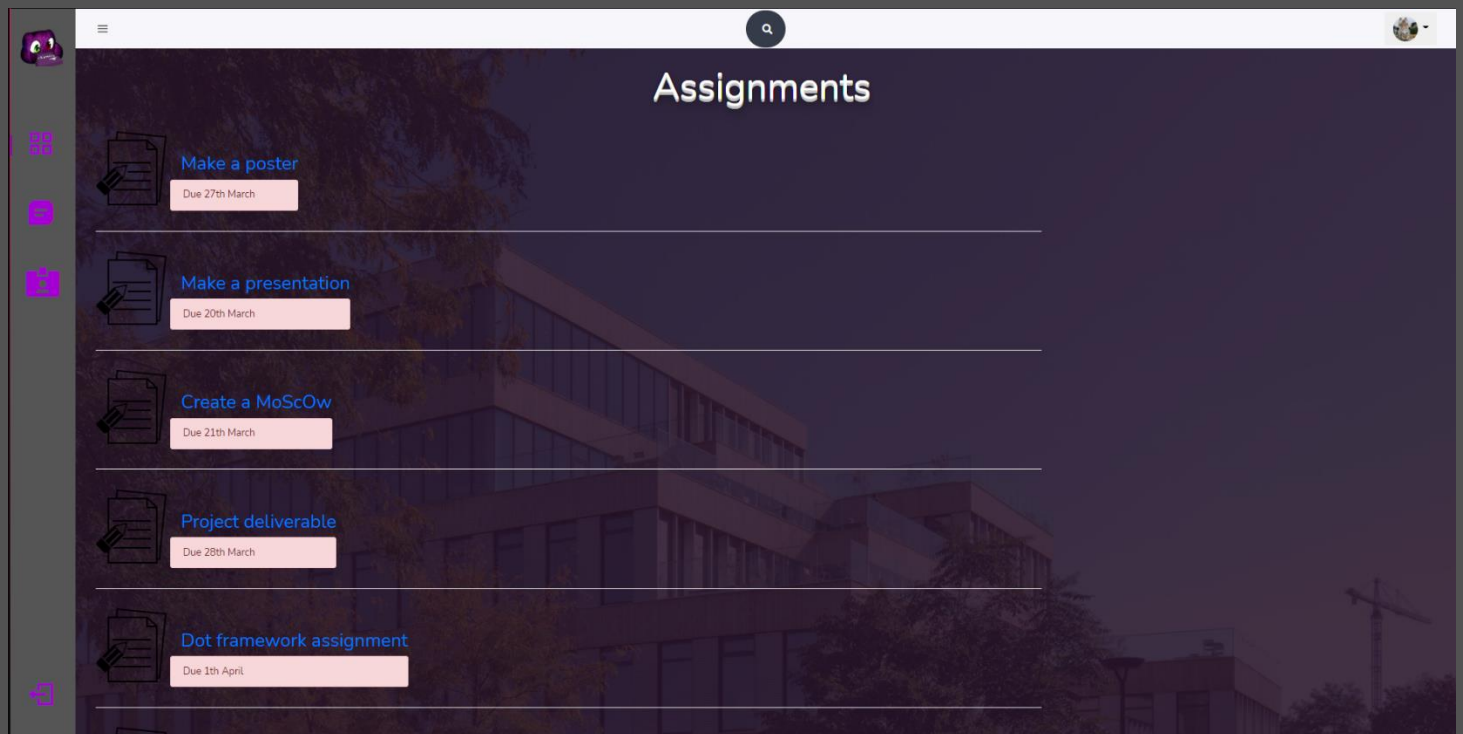 Assignments
Make a poster
Due 27th March
Make a presentation
Due 20th March
Create a MoScOw
Due 21th March
Project deliverable
Due 28th March
Dot framework assignment
Due 1th April